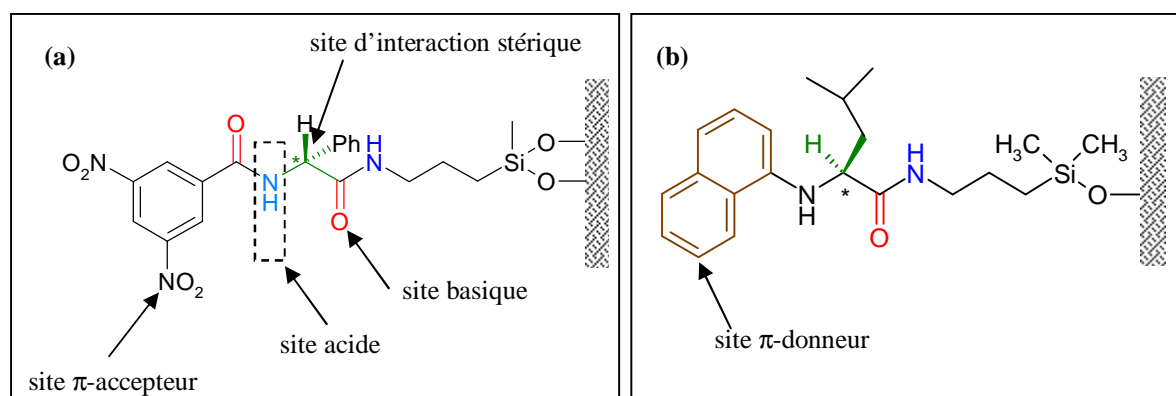 (a)
site d'interaction stérique
O
H
Ph
H
N
O₂N
*
N
H
O
Si
O
O
NO₂
site basique
site acide
site π-accepteur
(b)
H
H
N
H₃C
CH₃
Si
O
N
H
*
O
site π-donneur